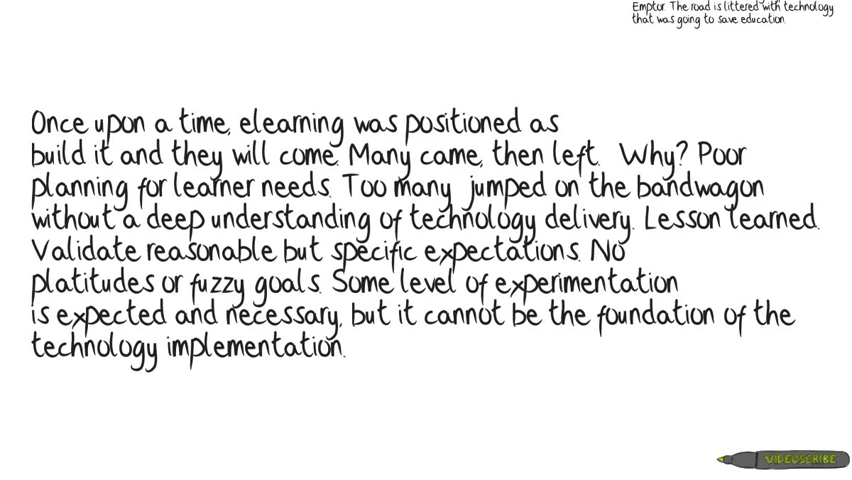 Emptor. The road is littered with technology
that was going to save education.
Once upon a time, elearning was positioned as
build it and they will come. Many came, then left.  Why? Poor
planning for learner needs. Too many  jumped on the bandwagon
without a deep understanding of technology delivery. Lesson learned.
Validate reasonable but specific expectations. No
platitudes or fuzzy goals. Some level of experimentation
is expected and necessary, but it cannot be the foundation of the
technology implementation.
VIDEOSCRIBE